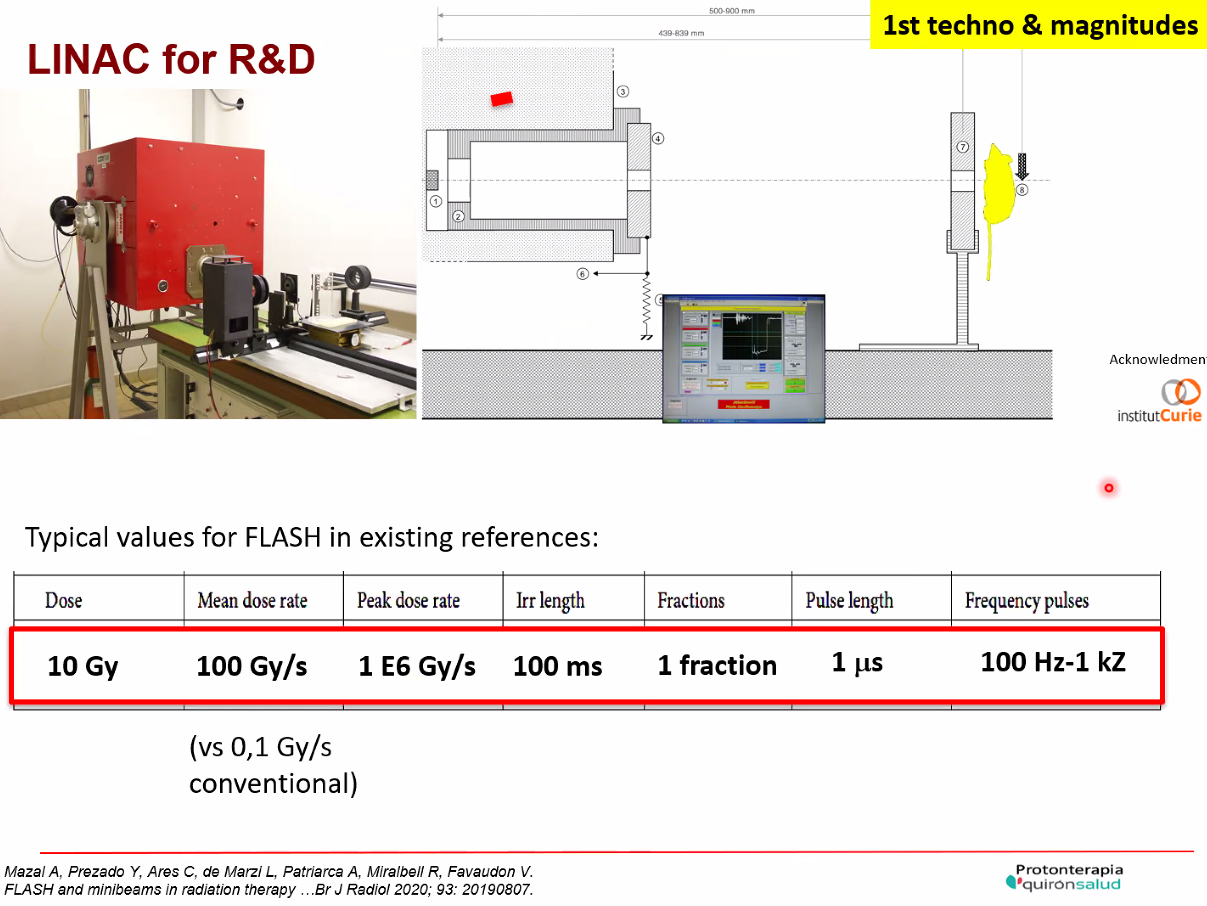 500-900 mm
1st techno & magnitudes
439-839 mm
LINAC for R&D
3
4
7
8
1
2
6
Acknowledmen
institutCurie
Typical values for FLASH in existing references:
Dose Mean dose rate Peak dose rate Irr length Fractions Pulse length Frequency pulses
10 Gy 100 Gy/s 1 E6 Gy/s 100 ms 1 fraction 1 μs 100 Hz-1 kZ
(vs 0,1 Gy/s
conventional)
Mazal A, Prezado Y, Ares C, de Marzi L, Patriarca A, Miralbell R, Favaudon V.
FLASH and minibeams in radiation therapy …Br J Radiol 2020; 93: 20190807.
Protonterapia
quirónsalud